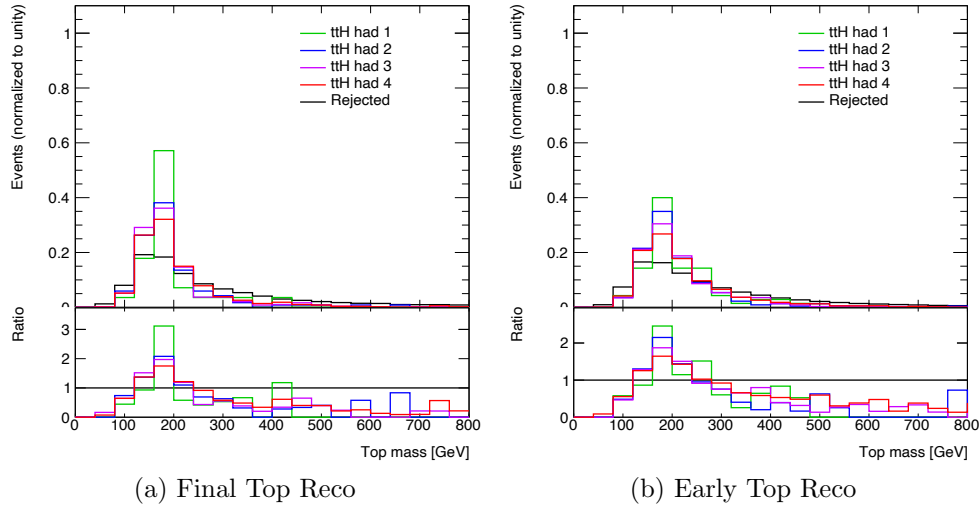 Events (normalized to unity)
1
0.8
0.6
0.4
0.2
0
ttH had 1
ttH had 2
ttH had 3
ttH had 4
Rejected
Ratio
3
2
1
0
0 100 200 300 400 500 600 700 800
Top mass [GeV]
(a) Final Top Reco
Events (normalized to unity)
1
0.8
0.6
0.4
0.2
0
ttH had 1
ttH had 2
ttH had 3
ttH had 4
Rejected
Ratio
2
1
0
0 100 200 300 400 500 600 700 800
Top mass [GeV]
(b) Early Top Reco